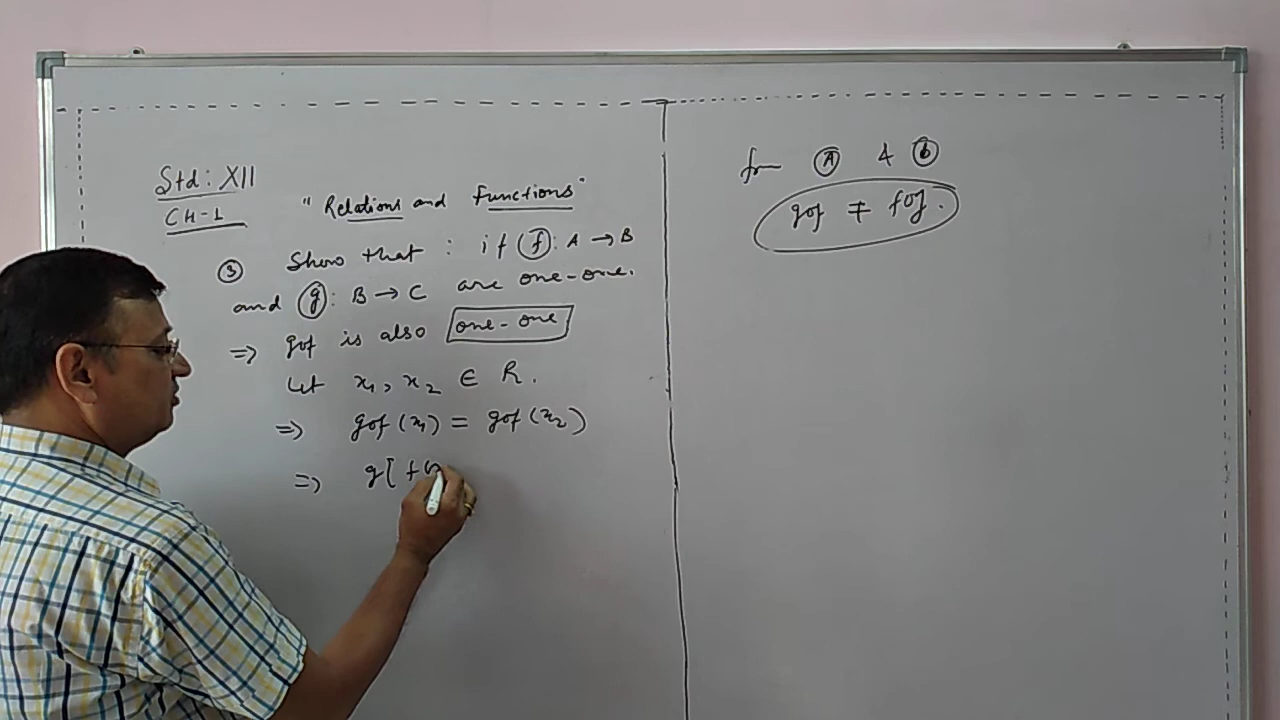 Std: XII
CH-1
"Relations and Functions"
③ Show that : if f: A → B
and g: B → C are one-one.
⇒ gof is also one-one
Let x₁, x₂ ∈ R.
⇒ gof(x₁) = gof(x₂)
⇒ g[f(
from Ⓐ & ⓑ
gof ≠ fog.